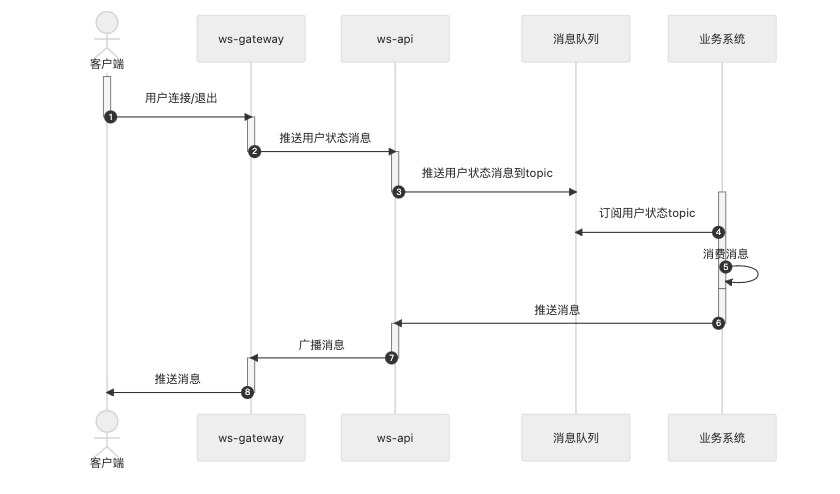 客户端
ws-gateway
ws-api
消息队列
业务系统
用户连接/退出
1
推送用户状态消息
2
推送用户状态消息到topic
3
订阅用户状态topic
4
消费消息
5
推送消息
6
广播消息
7
推送消息
8
客户端
ws-gateway
ws-api
消息队列
业务系统